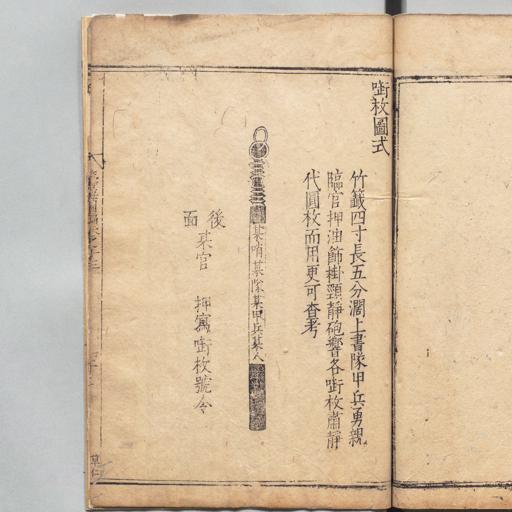 啣枚圖式
竹籤四寸長五分濶上書隊甲兵勇親
臨官押油飾掛頸靜砲響各啣枚肅靜
代圓枚而用更可查考
某哨某隊某甲兵某人
後面
某官 押寫啣枚號令